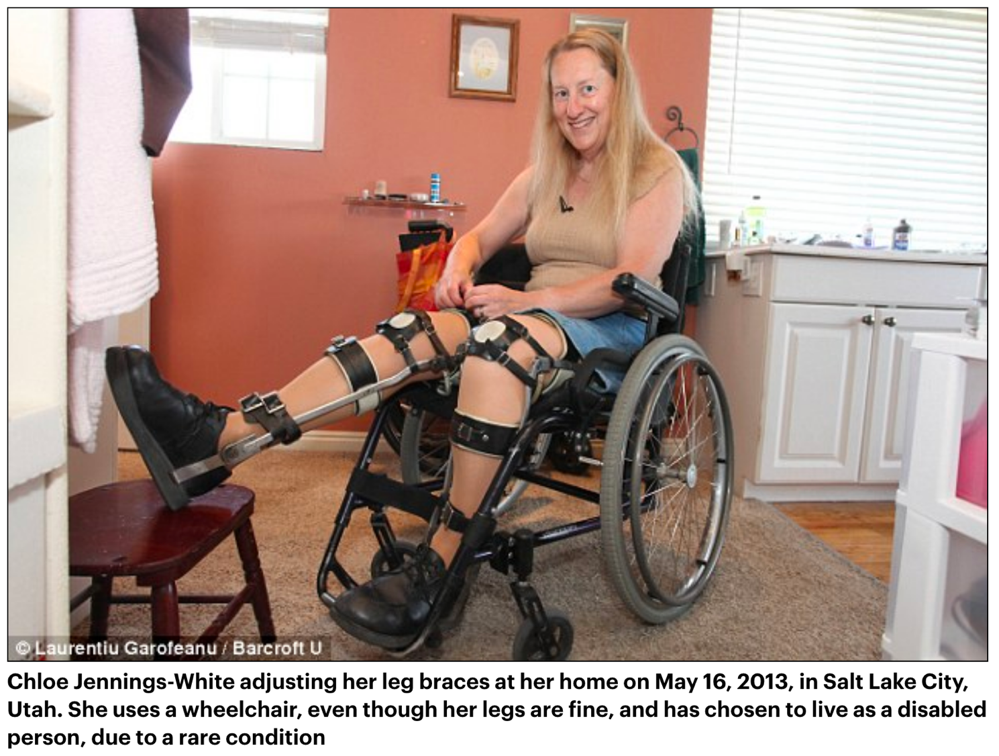 © Laurentiu Garofeanu / Barcroft U
Chloe Jennings-White adjusting her leg braces at her home on May 16, 2013, in Salt Lake City,
Utah. She uses a wheelchair, even though her legs are fine, and has chosen to live as a disabled
person, due to a rare condition